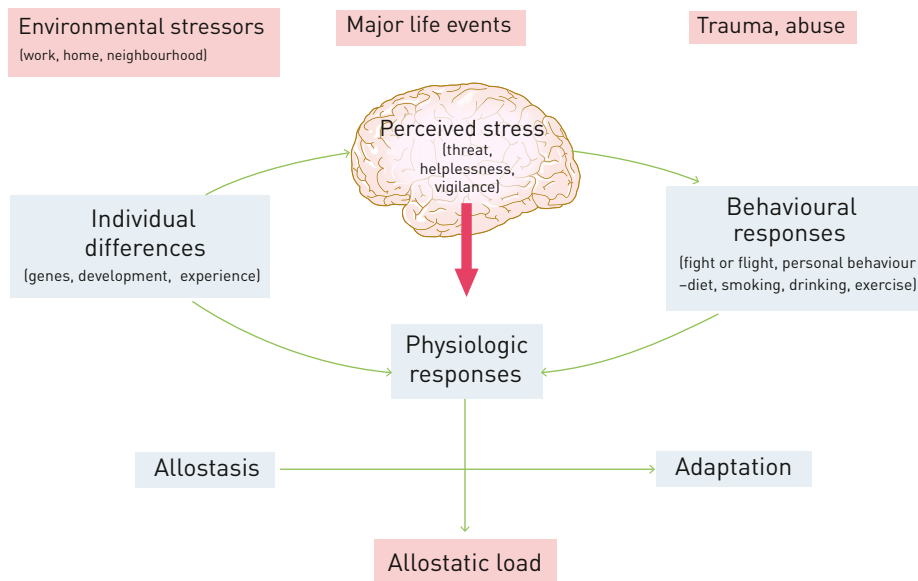 Environmental stressors
(work, home, neighbourhood)
Major life events
Trauma, abuse
Perceived stress
(threat,
helplessness,
vigilance)
Individual
differences
(genes, development, experience)
Behavioural
responses
(fight or flight, personal behaviour
–diet, smoking, drinking, exercise)
Physiologic
responses
Allostasis
Adaptation
Allostatic load